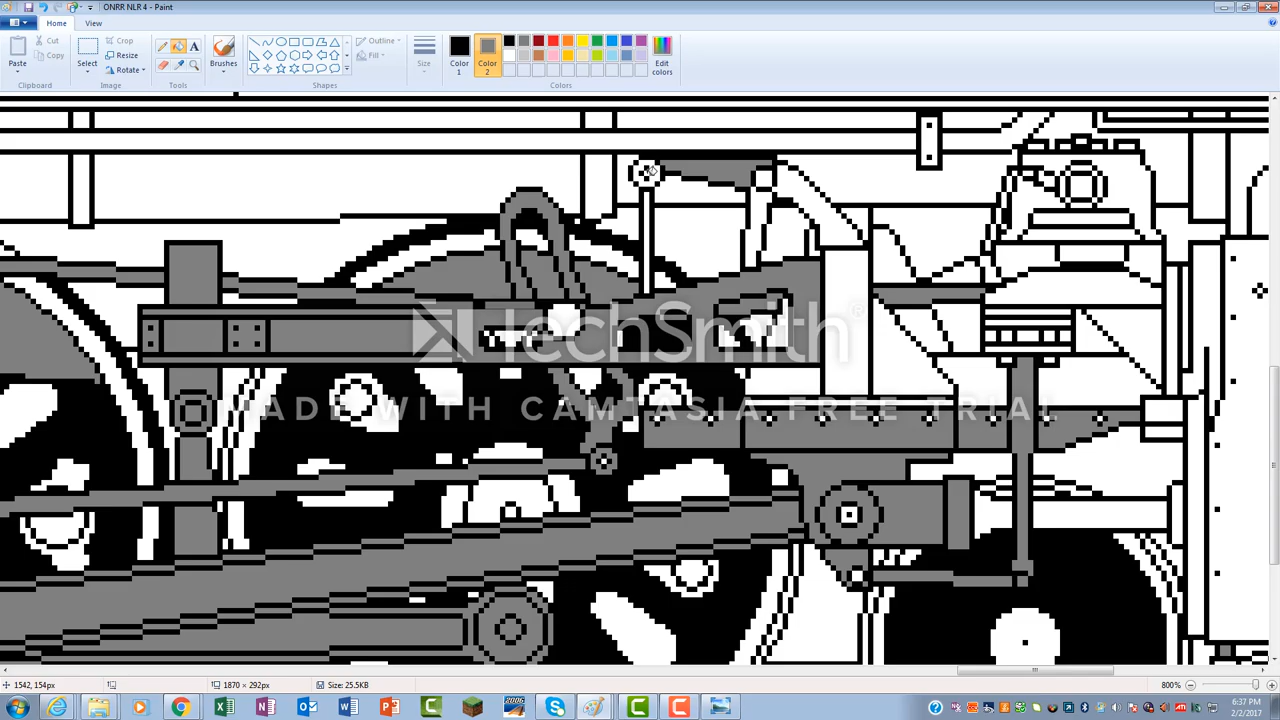 ONRR NLR 4 - Paint
Home View
Paste
Cut
Copy
Clipboard
Select
Crop
Resize
Rotate
Image
A
Tools
Brushes
Outline
Fill
Shapes
Size
Color 1
Color 2
Colors
Edit colors
TechSmith®
MADE WITH CAMTASIA FREE TRIAL
1542, 154px
1870 × 292px
Size: 25.5KB
800%
2006
6:37 PM
2/2/2017